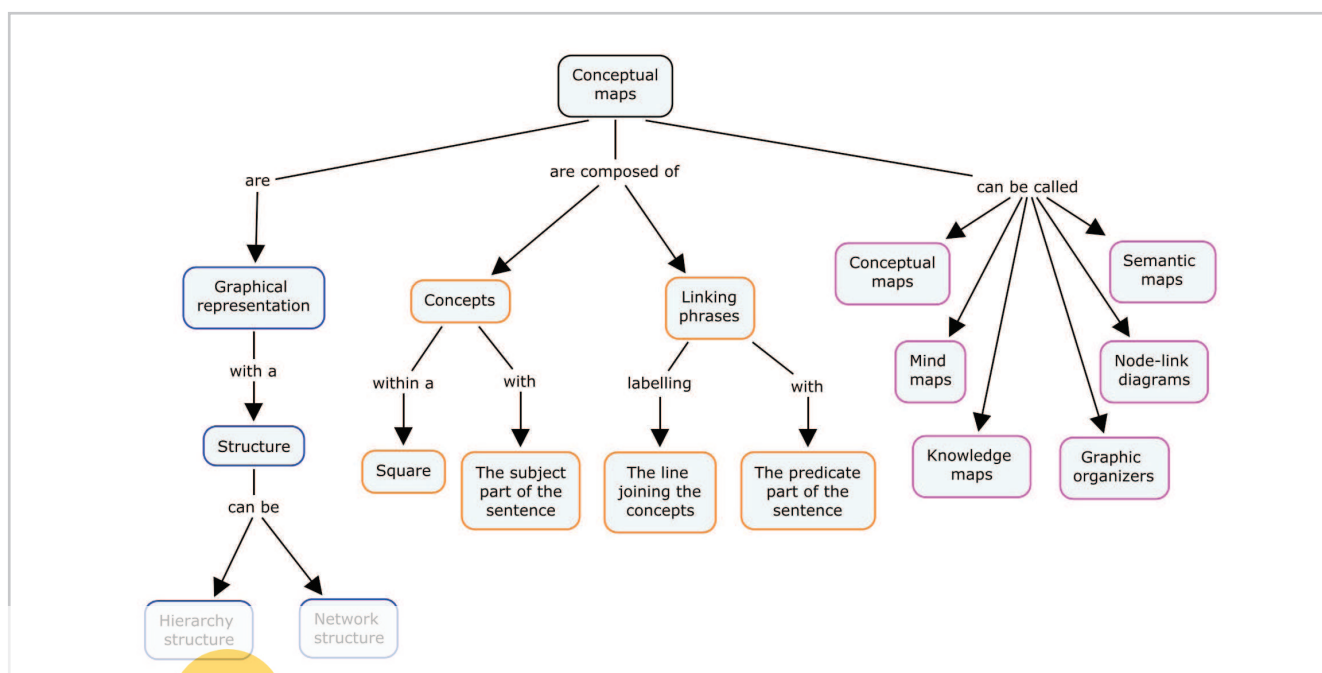 Conceptual
maps
are
are composed of
can be called
Graphical
representation
Concepts
Linking
phrases
Conceptual
maps
Semantic
maps
with a
within a
with
labelling
with
Mind
maps
Node-link
diagrams
Structure
Square
The subject
part of the
sentence
The line
joining the
concepts
The predicate
part of the
sentence
Knowledge
maps
Graphic
organizers
can be
Hierarchy
structure
Network
structure